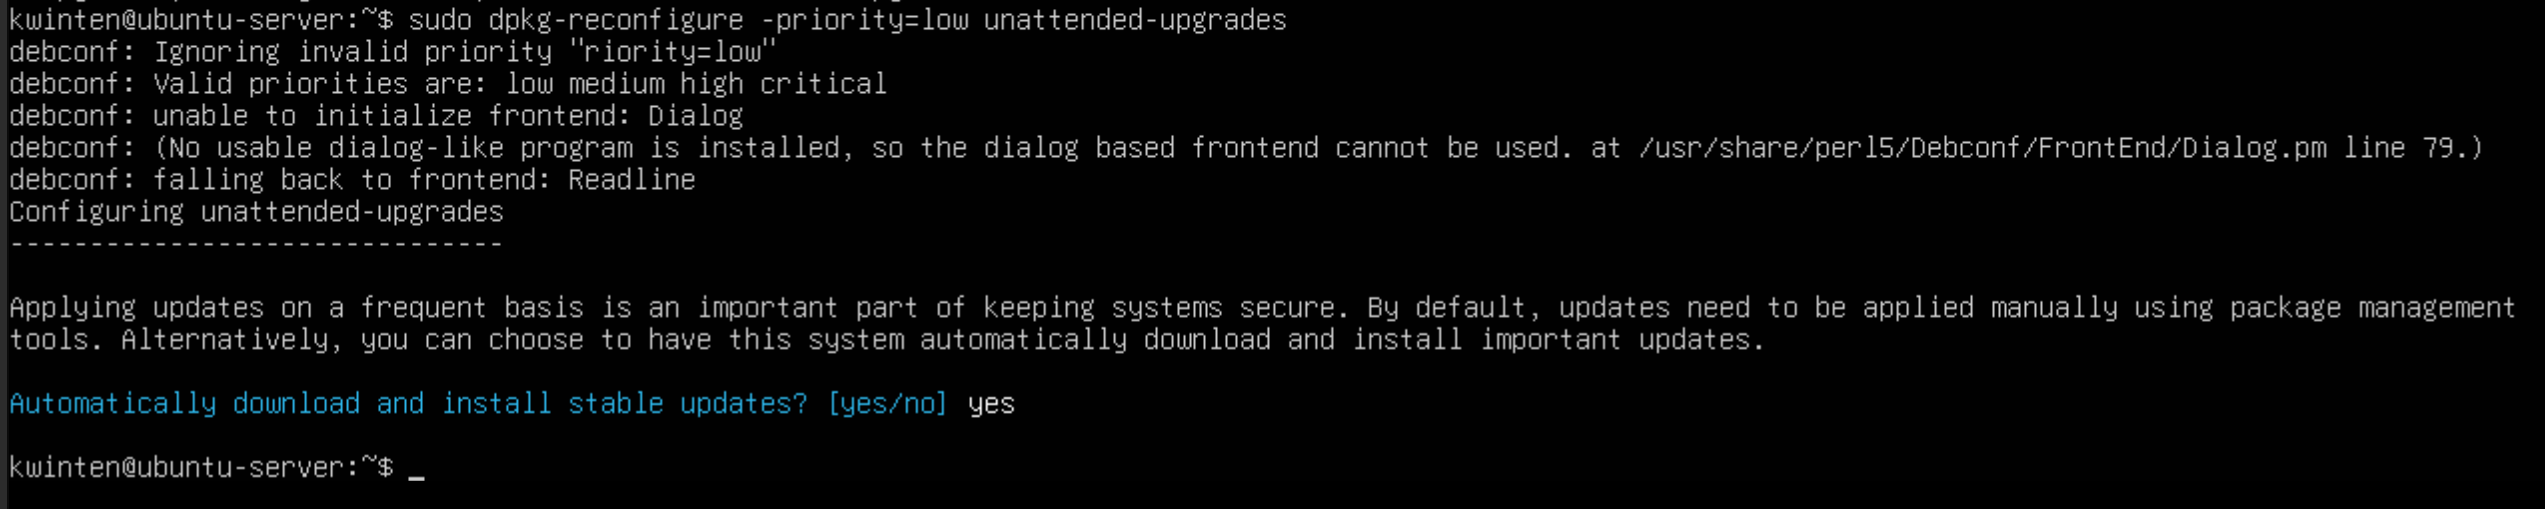 kwinten@ubuntu-server:~$ sudo dpkg-reconfigure -priority=low unattended-upgrades
debconf: Ignoring invalid priority "riority=low"
debconf: Valid priorities are: low medium high critical
debconf: unable to initialize frontend: Dialog
debconf: (No usable dialog-like program is installed, so the dialog based frontend cannot be used. at /usr/share/perl5/Debconf/FrontEnd/Dialog.pm line 79.)
debconf: falling back to frontend: Readline
Configuring unattended-upgrades
-------------------------------
Applying updates on a frequent basis is an important part of keeping systems secure. By default, updates need to be applied manually using package management
tools. Alternatively, you can choose to have this system automatically download and install important updates.
Automatically download and install stable updates? [yes/no] yes
kwinten@ubuntu-server:~$ _